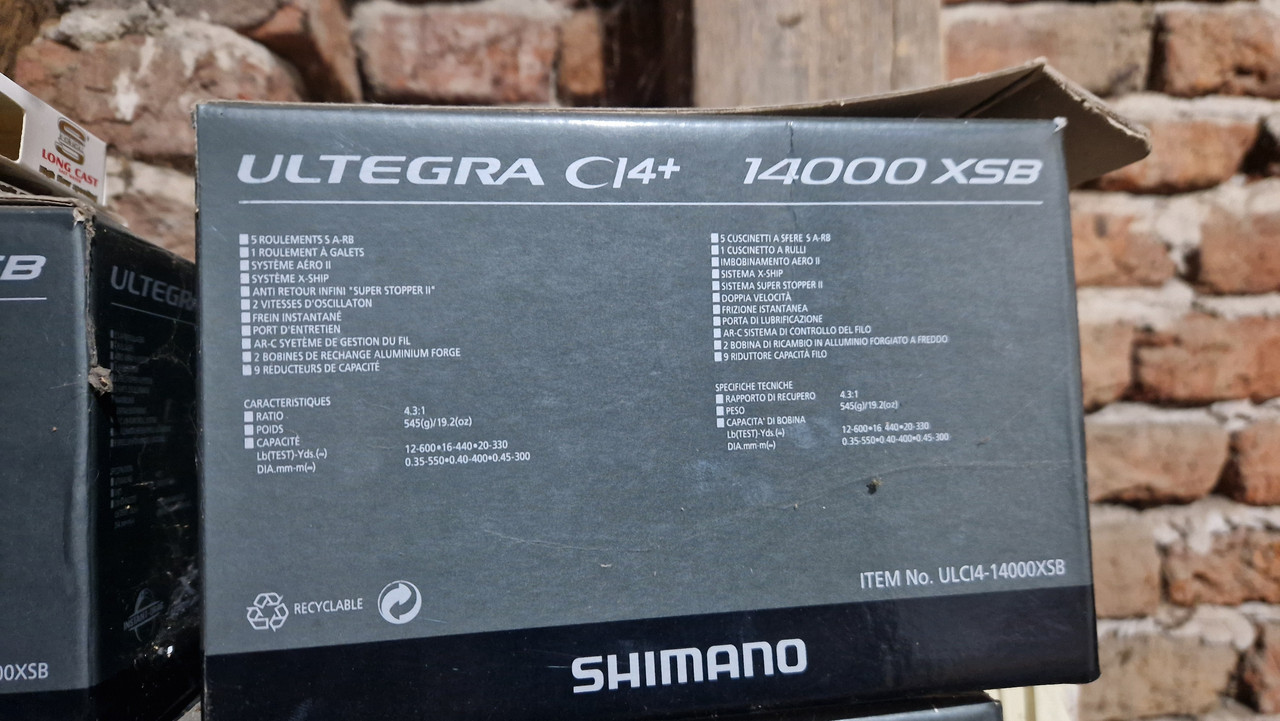 LONG CAST
ULTEGRA CI4+ 14000 XSB
5 ROULEMENTS S A-RB
1 ROULEMENT À GALETS
SYSTÈME AÉRO II
SYSTÈME X-SHIP
ANTI RETOUR INFINI "SUPER STOPPER II"
2 VITESSES D'OSCILLATON
FREIN INSTANTANÉ
PORT D'ENTRETIEN
AR-C SYETÈME DE GESTION DU FIL
2 BOBINES DE RECHANGE ALUMINIUM FORGE
9 REDUCTEURS DE CAPACITÉ
CARACTERISTIQUES
RATIO 4.3:1
POIDS 545(g)/19.2(oz)
CAPACITÉ
Lb(TEST)-Yds.(≈) 12-600•16-440•20-330
DIA.mm-m(≈) 0.35-550•0.40-400•0.45-300
5 CUSCINETTI A SFERE S A-RB
1 CUSCINETTO A RULLI
IMBOBINAMENTO AERO II
SISTEMA X-SHIP
SISTEMA SUPER STOPPER II
DOPPIA VELOCITÀ
FRIZIONE ISTANTANEA
PORTA DI LUBRIFICAZIONE
AR-C SISTEMA DI CONTROLLO DEL FILO
2 BOBINA DI RICAMBIO IN ALLUMINIO FORGIATO A FREDDO
9 RIDUTTORE CAPACITÀ FILO
SPECIFICHE TECNICHE
RAPPORTO DI RECUPERO 4.3:1
PESO 545(g)/19.2(oz)
CAPACITA' DI BOBINA
Lb(TEST)-Yds.(≈) 12-600•16-440•20-330
DIA.mm-m(≈) 0.35-550•0.40-400•0.45-300
ITEM No. ULCI4-14000XSB
RECYCLABLE
SHIMANO
SB
ULTEGRA
00XSB